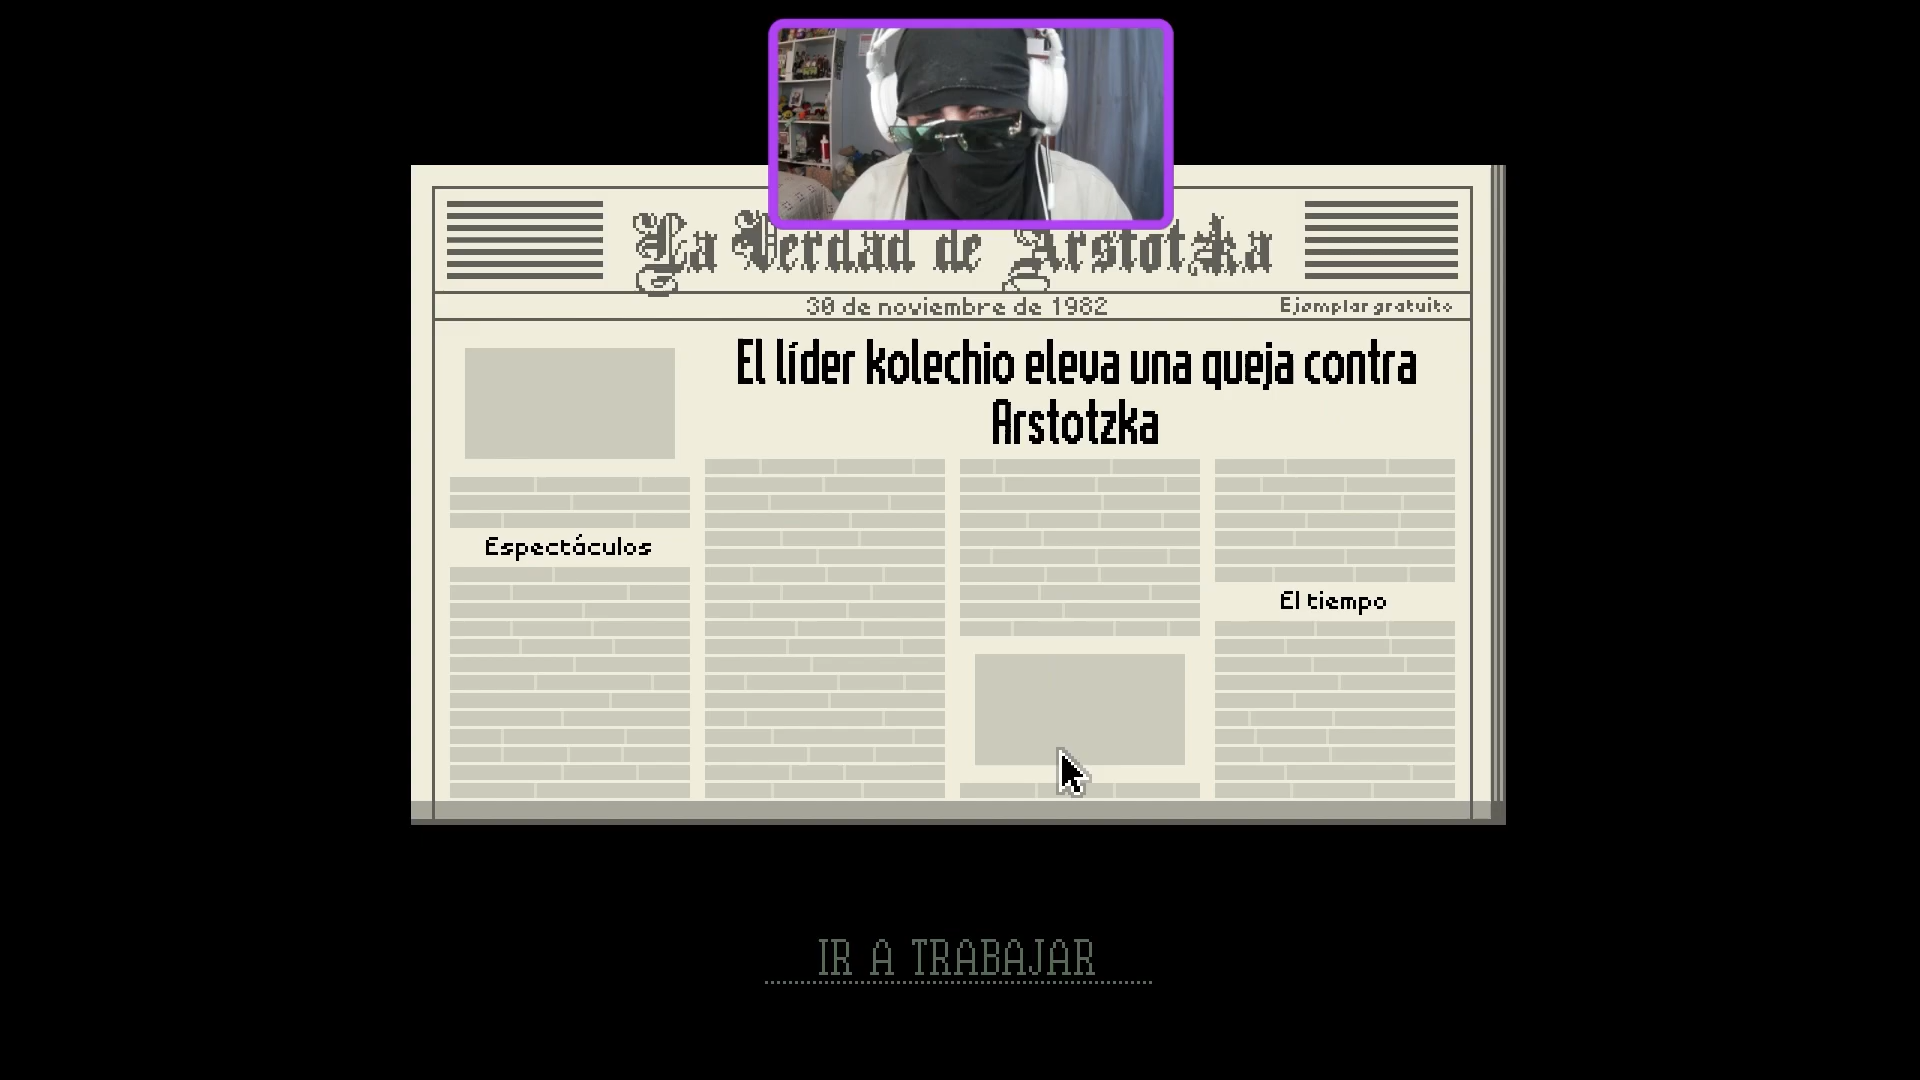 La Verdad de Arstotzka
30 de noviembre de 1982
Ejemplar gratuito
El líder kolechio eleva una queja contra
Arstotzka
Espectáculos
El tiempo
IR A TRABAJAR